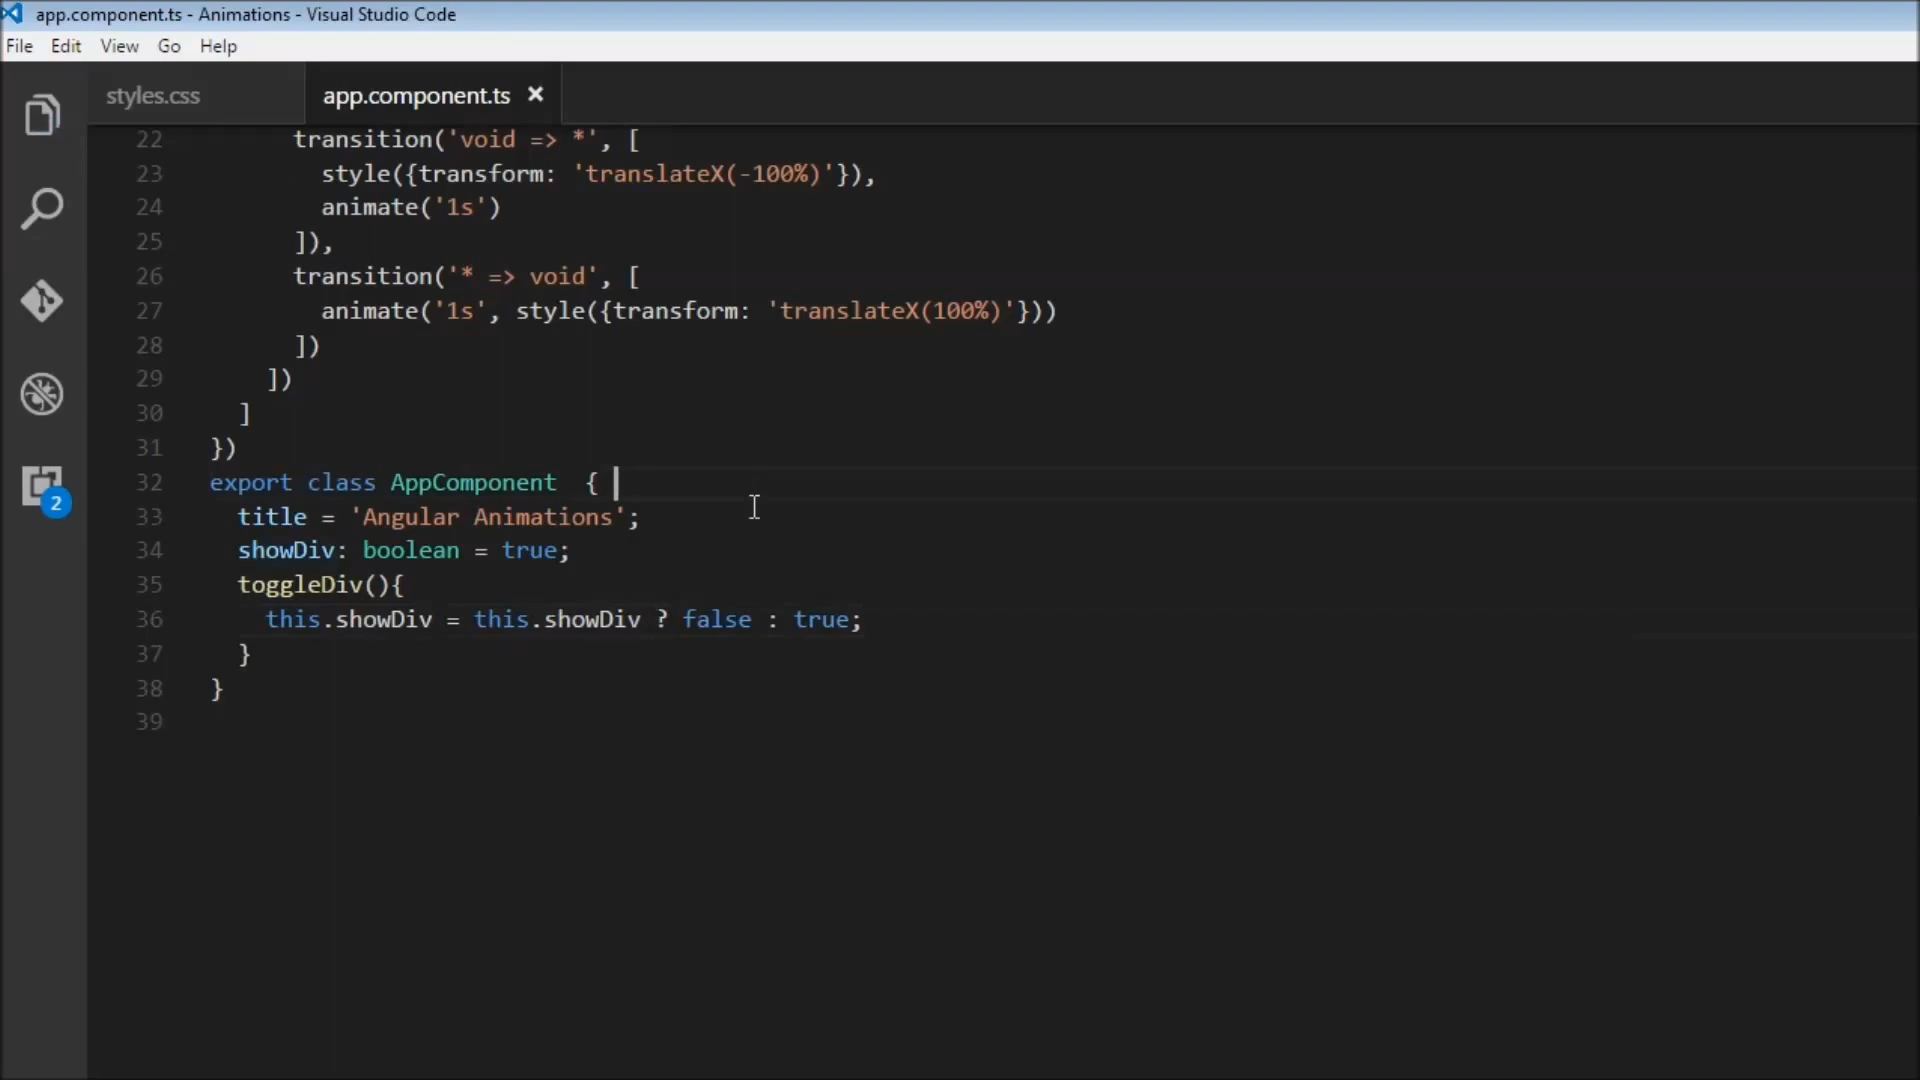 app.component.ts - Animations - Visual Studio Code
File Edit View Go Help
styles.css app.component.ts ×
22 transition('void => *', [
23 style({transform: 'translateX(-100%)'}),
24 animate('1s')
25 ]),
26 transition('* => void', [
27 animate('1s', style({transform: 'translateX(100%)'}))
28 ])
29 ])
30 ]
31 })
32 export class AppComponent  {
33 title = 'Angular Animations';
34 showDiv: boolean = true;
35 toggleDiv(){
36 this.showDiv = this.showDiv ? false : true;
37 }
38 }
39
2